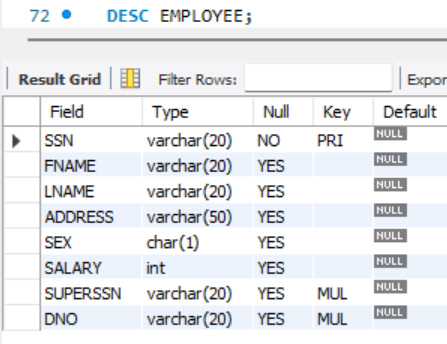 72 DESC EMPLOYEE;
Result Grid Filter Rows: Expor
Field Type Null Key Default
SSN varchar(20) NO PRI NULL
FNAME varchar(20) YES NULL
LNAME varchar(20) YES NULL
ADDRESS varchar(50) YES NULL
SEX char(1) YES NULL
SALARY int YES NULL
SUPERSSN varchar(20) YES MUL NULL
DNO varchar(20) YES MUL NULL